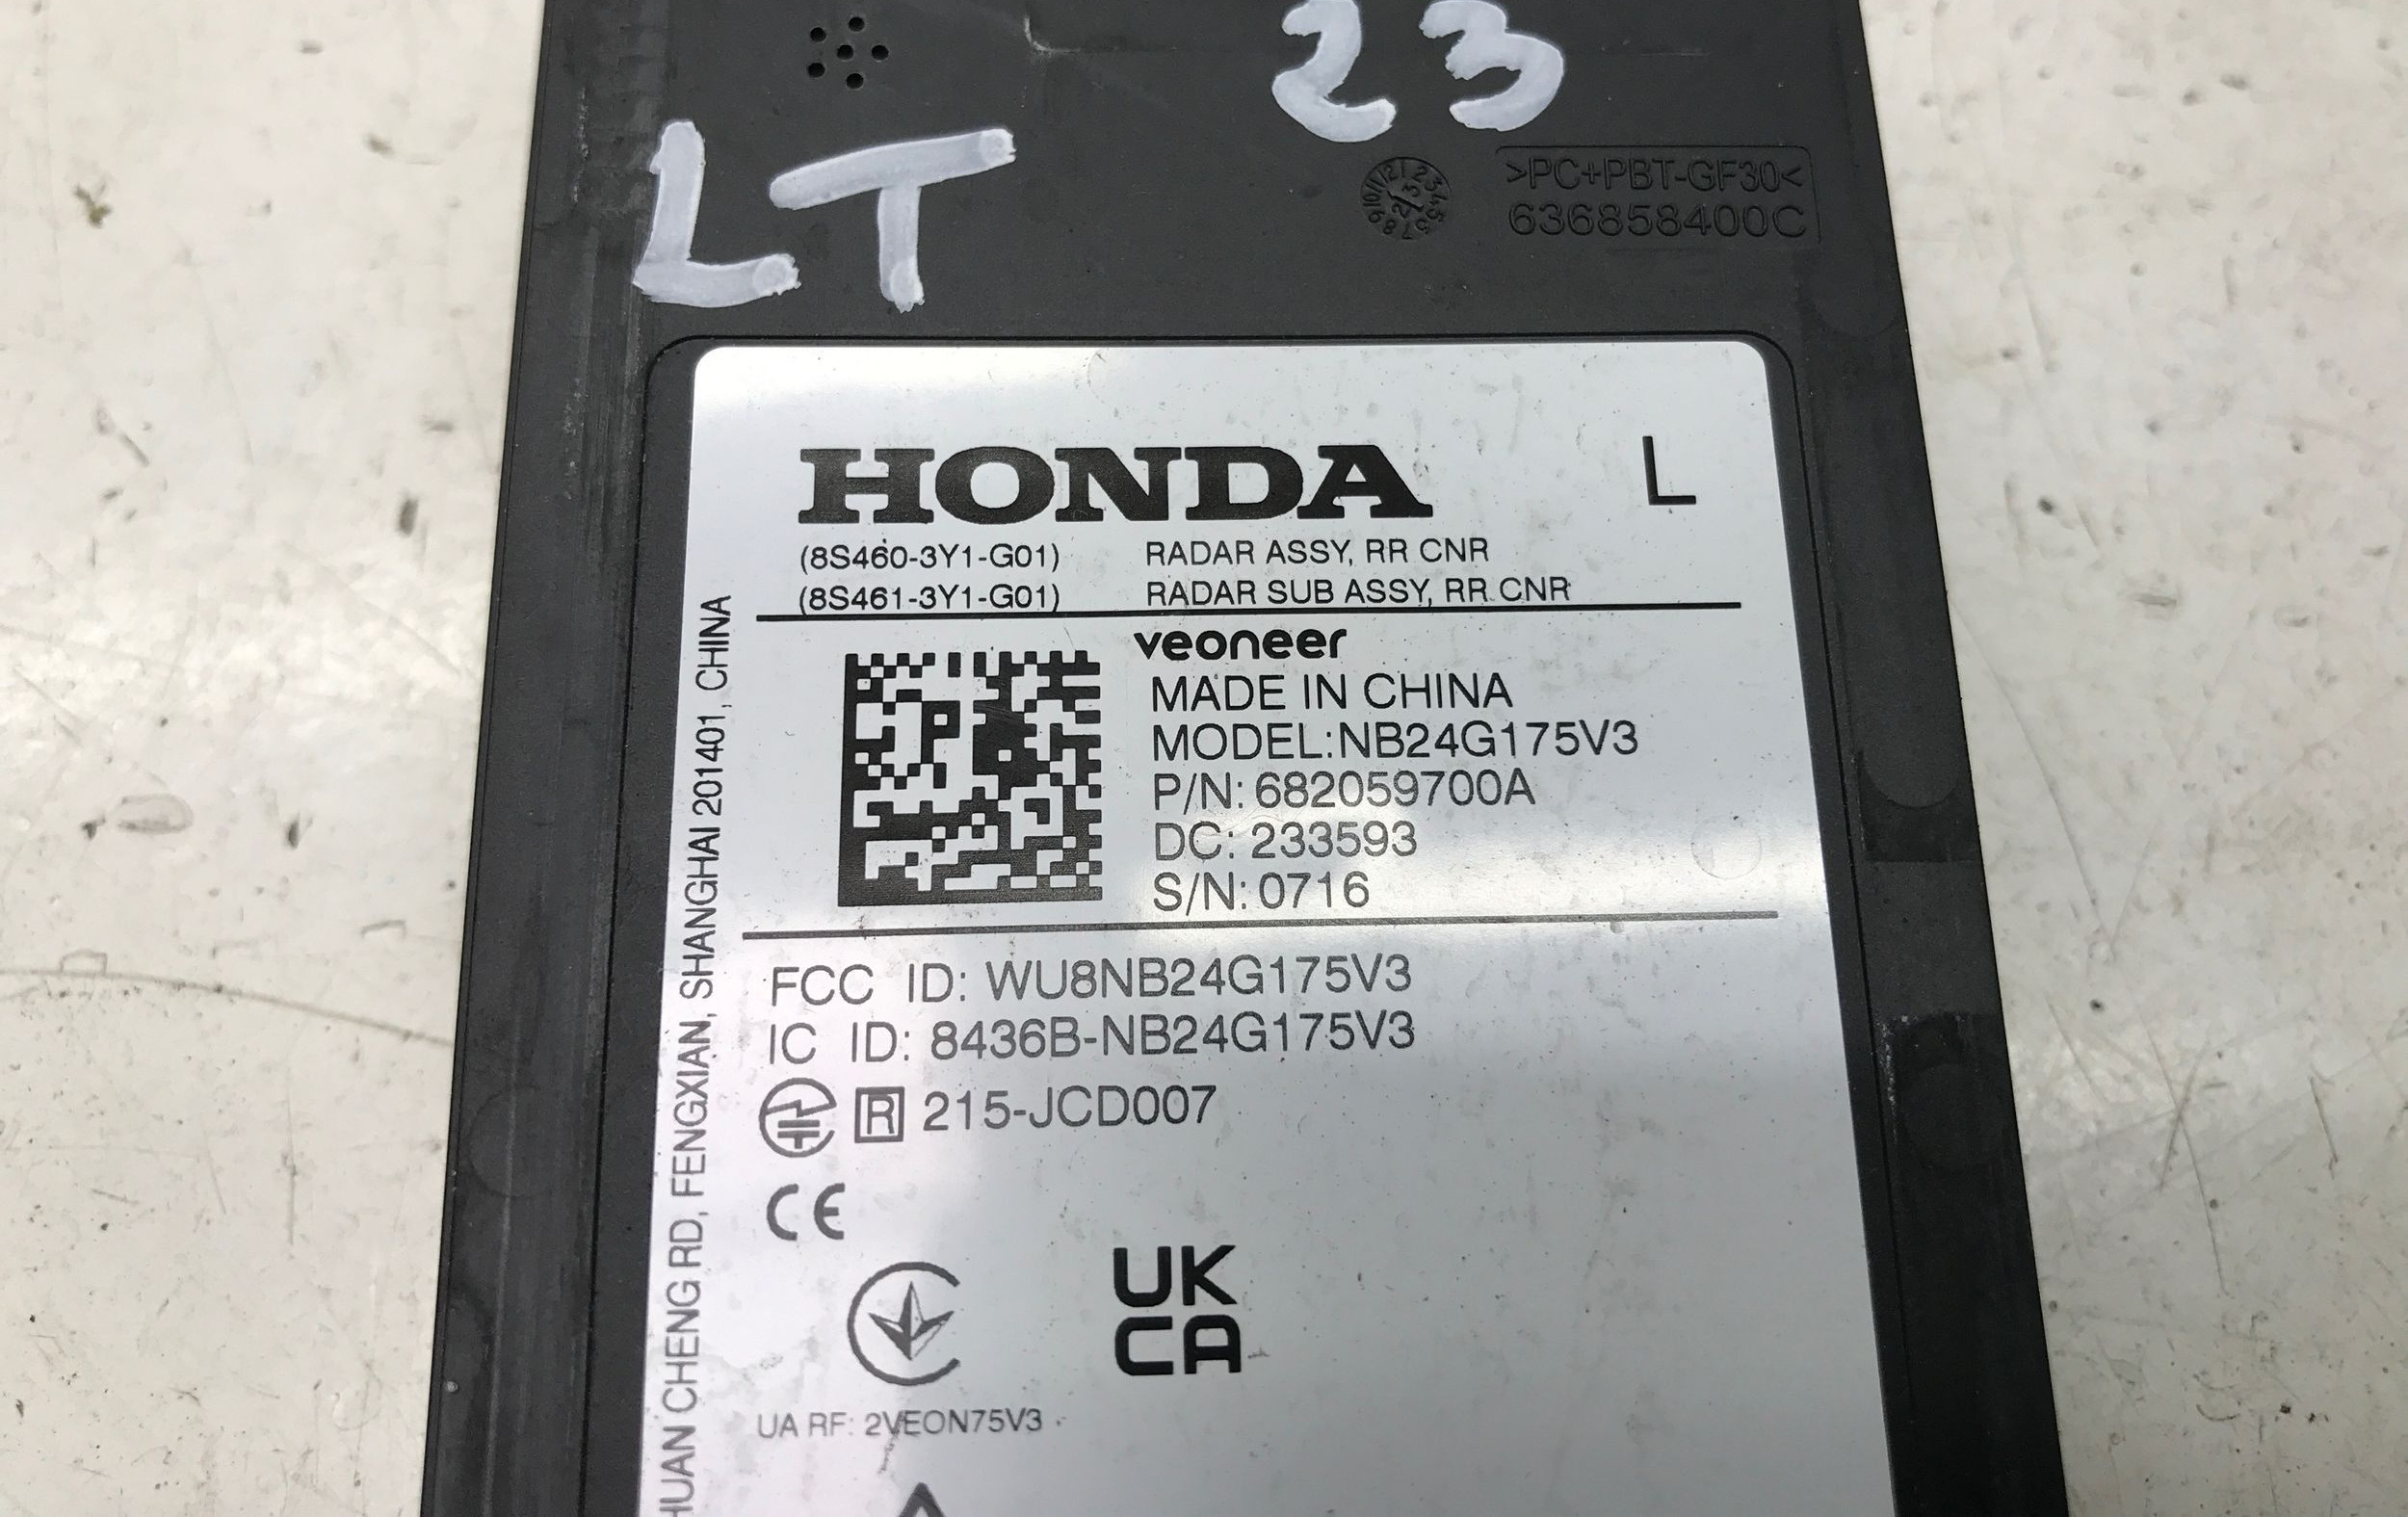 23
LT
>PC+PBT-GF30<
636858400C
HONDA L
(8S460-3Y1-G01) RADAR ASSY, RR CNR
(8S461-3Y1-G01) RADAR SUB ASSY, RR CNR
veoneer
MADE IN CHINA
MODEL:NB24G175V3
P/N: 682059700A
DC: 233593
S/N: 0716
FCC ID: WU8NB24G175V3
IC ID: 8436B-NB24G175V3
R 215-JCD007
CE
UK
CA
UA RF: 2VEON75V3
HUAN CHENG RD, FENGXIAN, SHANGHAI 201401, CHINA